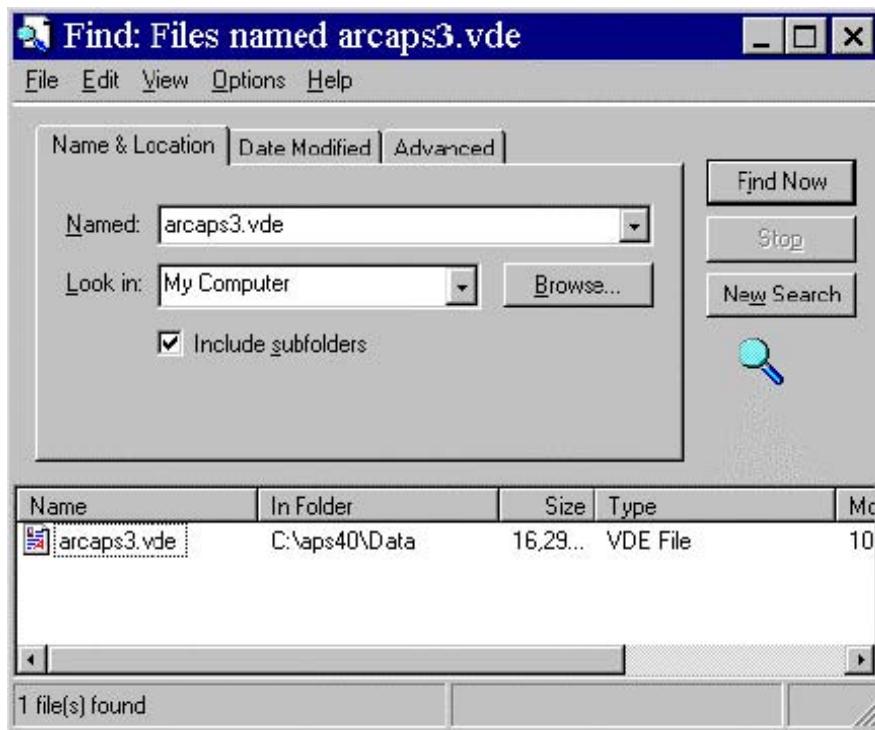 Find: Files named arcaps3.vde
File Edit View Options Help
Name & Location Date Modified Advanced
Find Now
Named: arcaps3.vde
Stop
Look in: My Computer Browse...
New Search
Include subfolders
Name In Folder Size Type Mo
arcaps3.vde C:\aps40\Data 16,29... VDE File 10
1 file(s) found